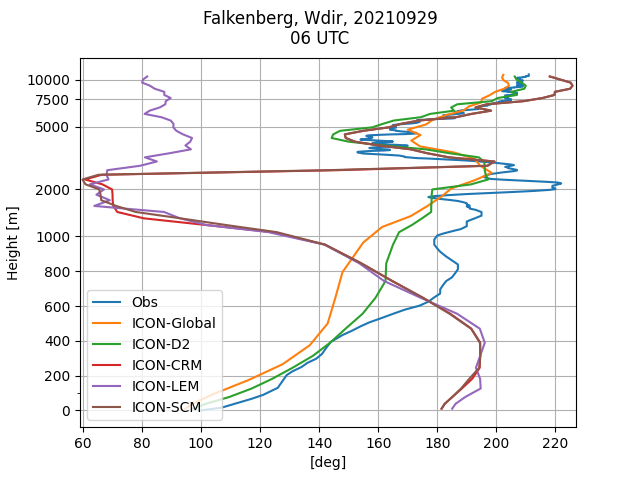 Falkenberg, Wdir, 20210929
06 UTC
Height [m]
10000
7500
5000
2000
1000
800
600
400
200
0
Obs
ICON-Global
ICON-D2
ICON-CRM
ICON-LEM
ICON-SCM
60 80 100 120 140 160 180 200 220
[deg]